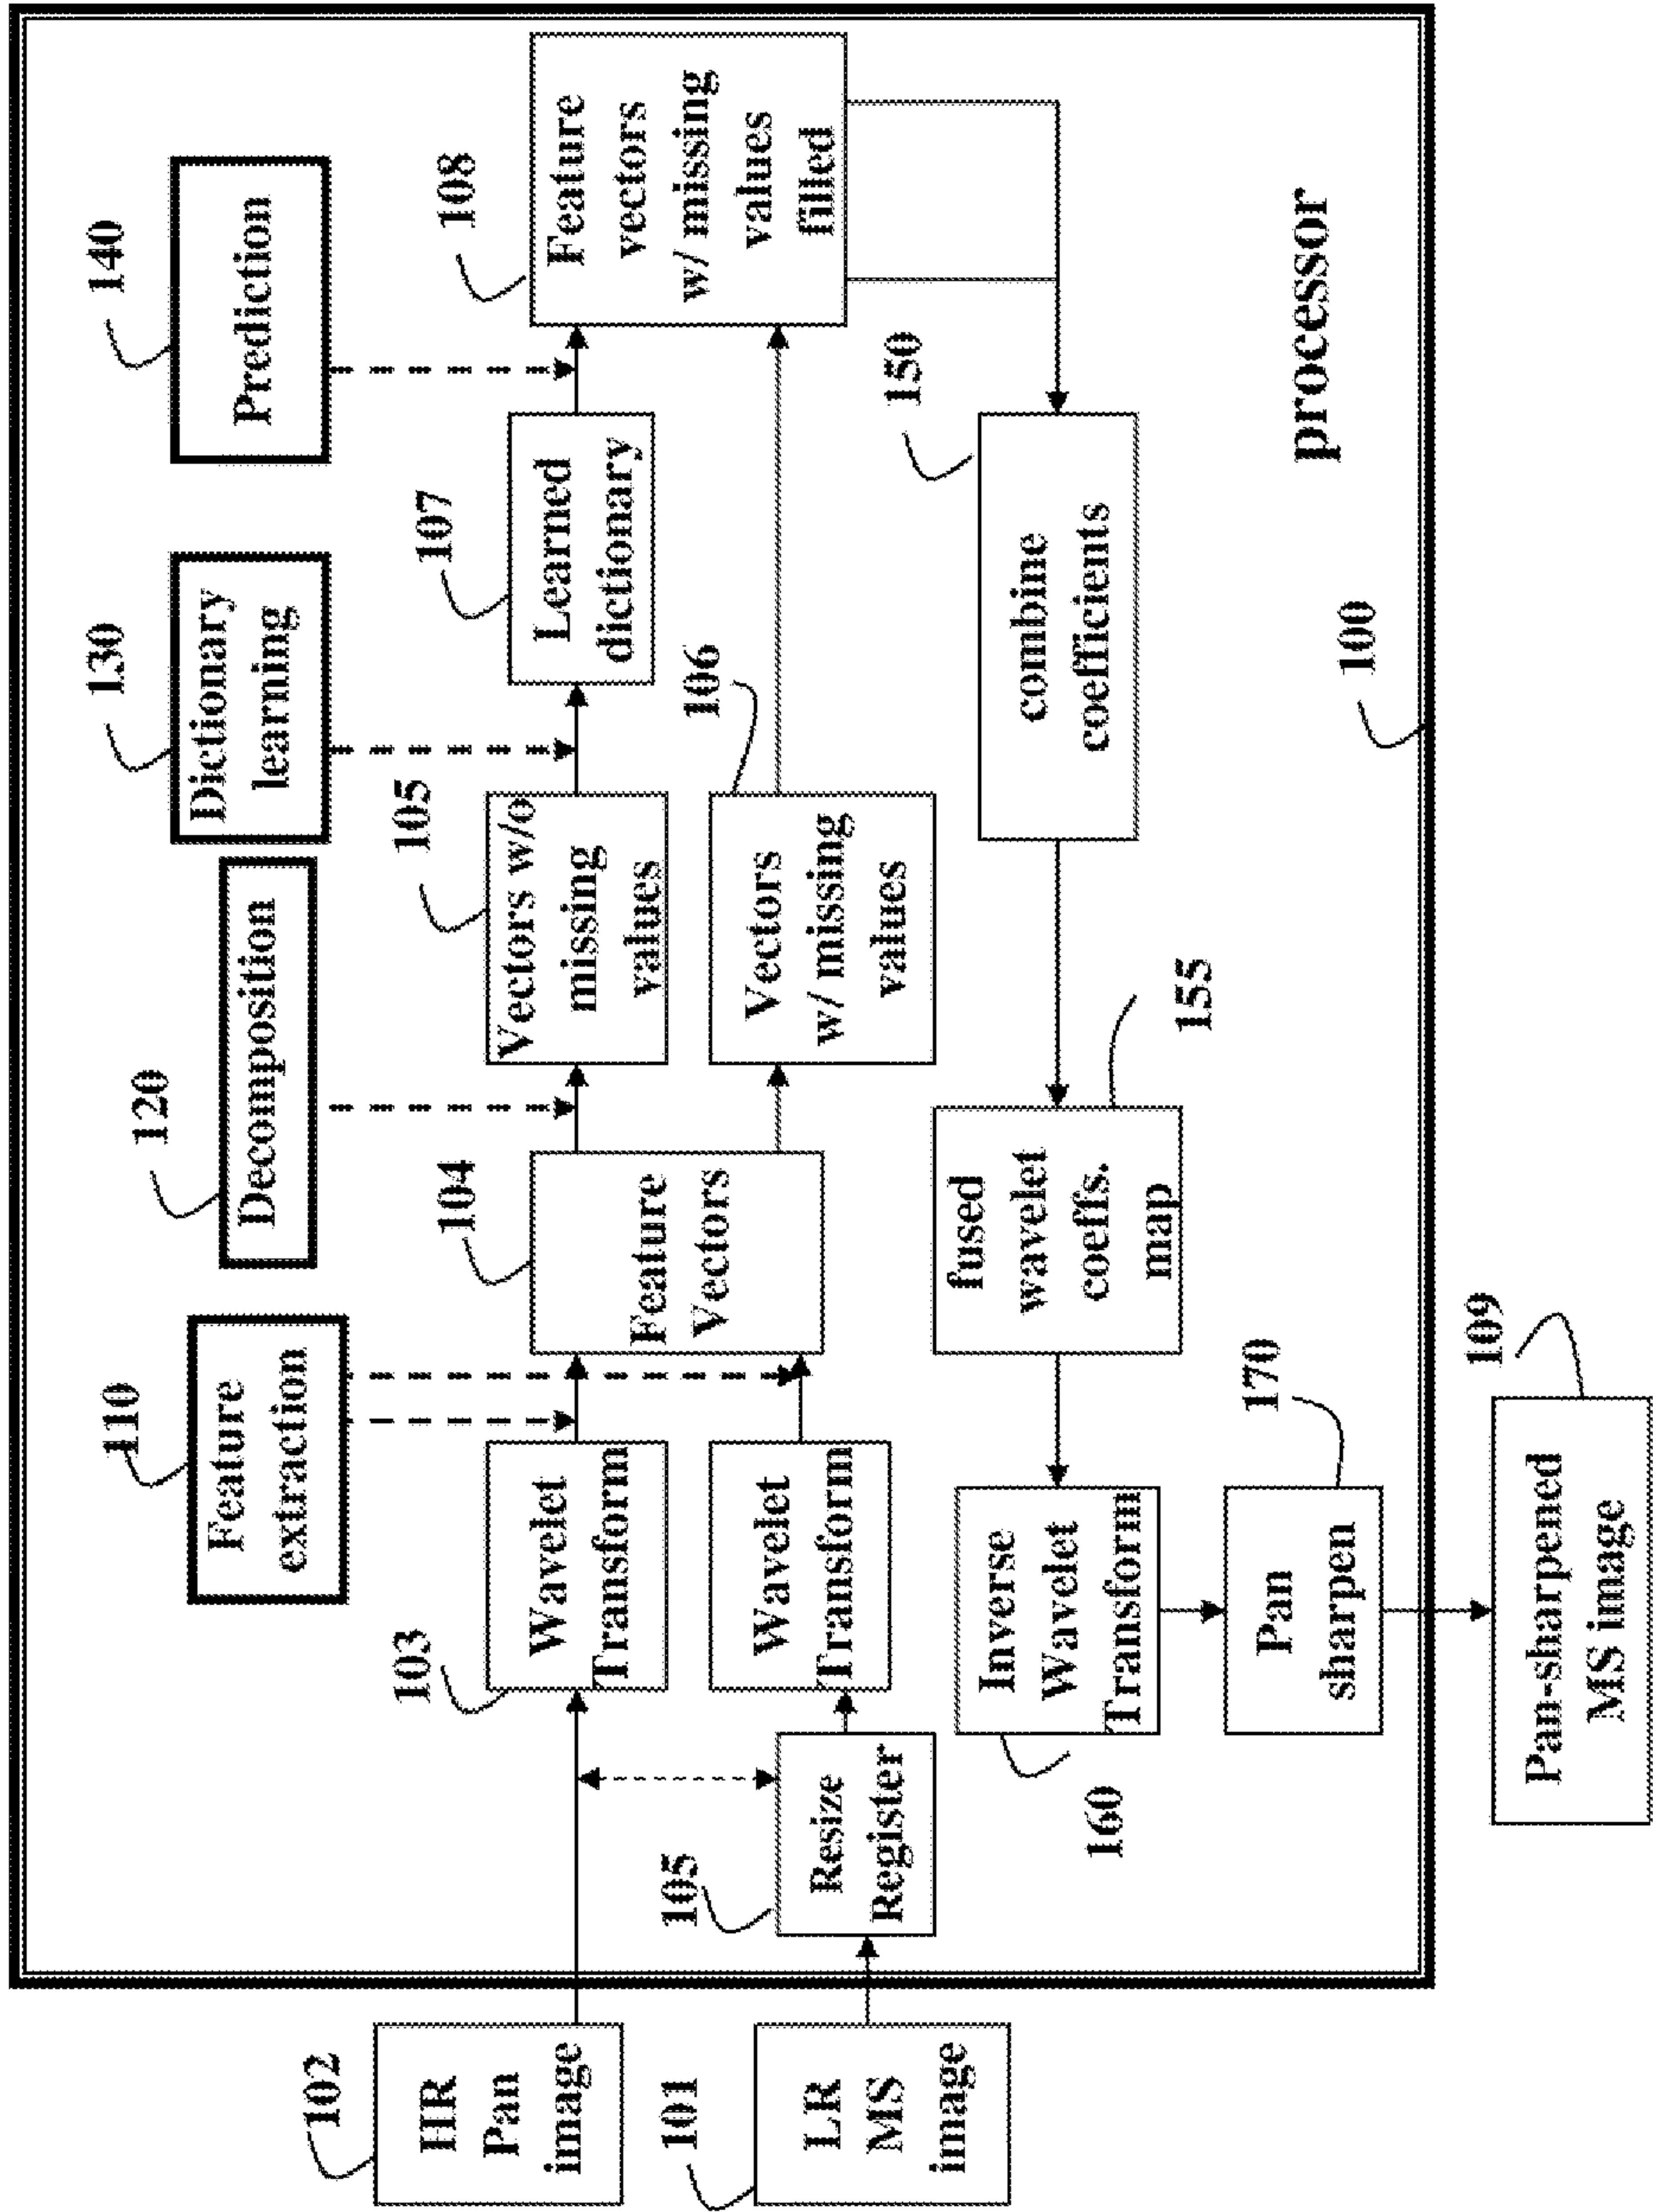 110
Feature
extraction
120
Decomposition
130
Dictionary
learning
140
Prediction
102
HR
Pan
image
103
Wavelet
Transform
104
Feature
Vectors
105
Vectors w/o
missing
values
107
Learned
dictionary
108
Feature
vectors
w/ missing
values
filled
101
LR
MS
image
105
Resize
Register
Wavelet
Transform
106
Vectors
w/ missing
values
160
Inverse
Wavelet
Transform
fused
wavelet
coeffs.
map
155
combine
coefficients
150
170
Pan
sharpen
100
processor
109
Pan-sharpened
MS image